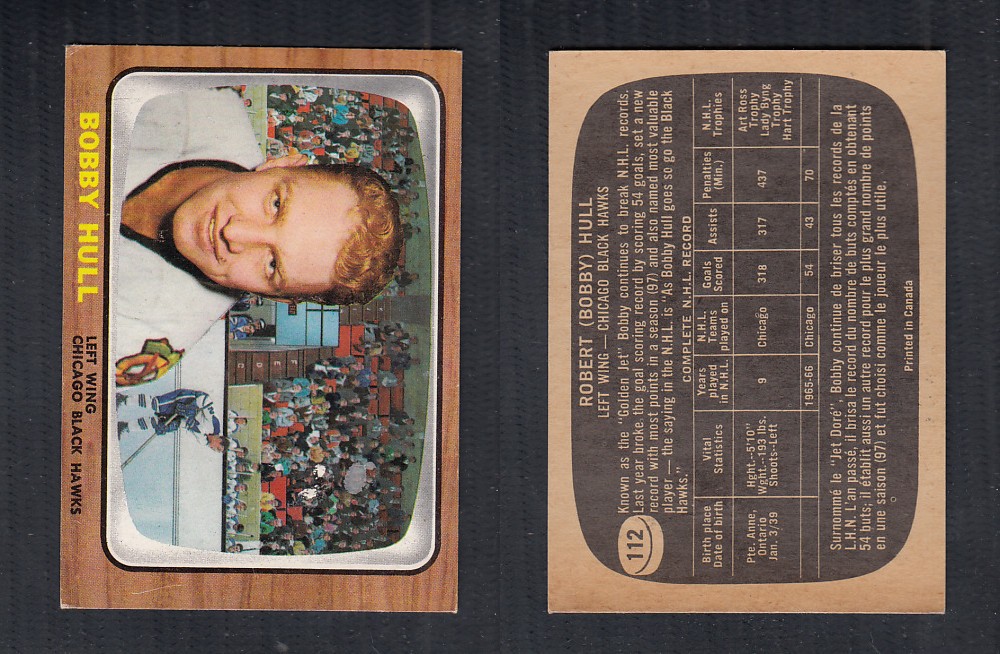 BOBBY HULL
LEFT WING
CHICAGO BLACK HAWKS
112
ROBERT (BOBBY) HULL
LEFT WING — CHICAGO BLACK HAWKS
Known as the "Golden Jet" Bobby continues to break N.H.L. records.
Last year broke the goal scoring record by scoring 54 goals, set a new
record with most points in a season (97) and also named most valuable
player — the saying in the N.H.L. is "As Bobby Hull goes so go the Black
Hawks."
COMPLETE N.H.L. RECORD
Birth place Date of birth | Vital Statistics | Years played in N.H.L. | N.H.L. Teams played on | Goals Scored | Assists | Penalties (Min.) | N.H.L. Trophies
Pte. Anne, Ontario Jan. 3/39 | Hght.—5'10" Wght.—193 lbs. Shoots—Left | 9 | Chicago | 318 | 317 | 437 | Art Ross Trophy Lady Byng Trophy Hart Trophy
1965-66 | Chicago | 54 | 43 | 70
Surnommé le "Jet Doré", Bobby continue de briser tous les records de la
L.H.N. L'an passé, il brisa le record du nombre de buts comptés en obtenant
54 buts; il établit aussi un autre record pour le plus grand nombre de points
en une saison (97) et fut choisi comme le joueur le plus utile.
Printed in Canada